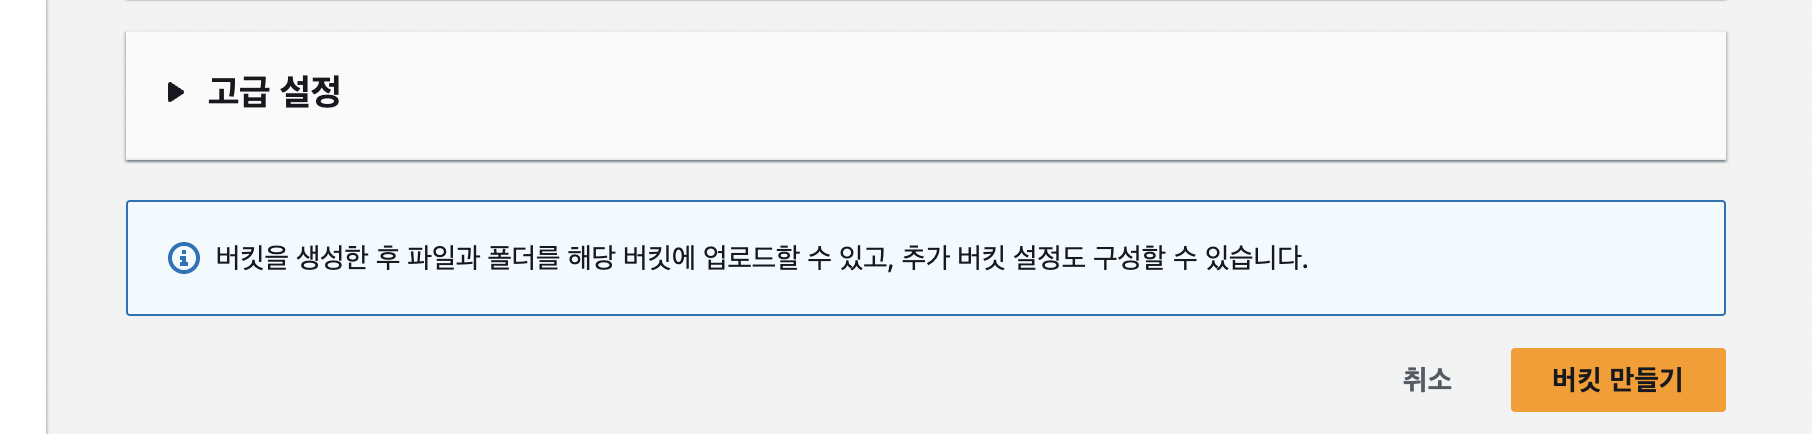 고급 설정
버킷을 생성한 후 파일과 폴더를 해당 버킷에 업로드할 수 있고, 추가 버킷 설정도 구성할 수 있습니다.
취소
버킷 만들기